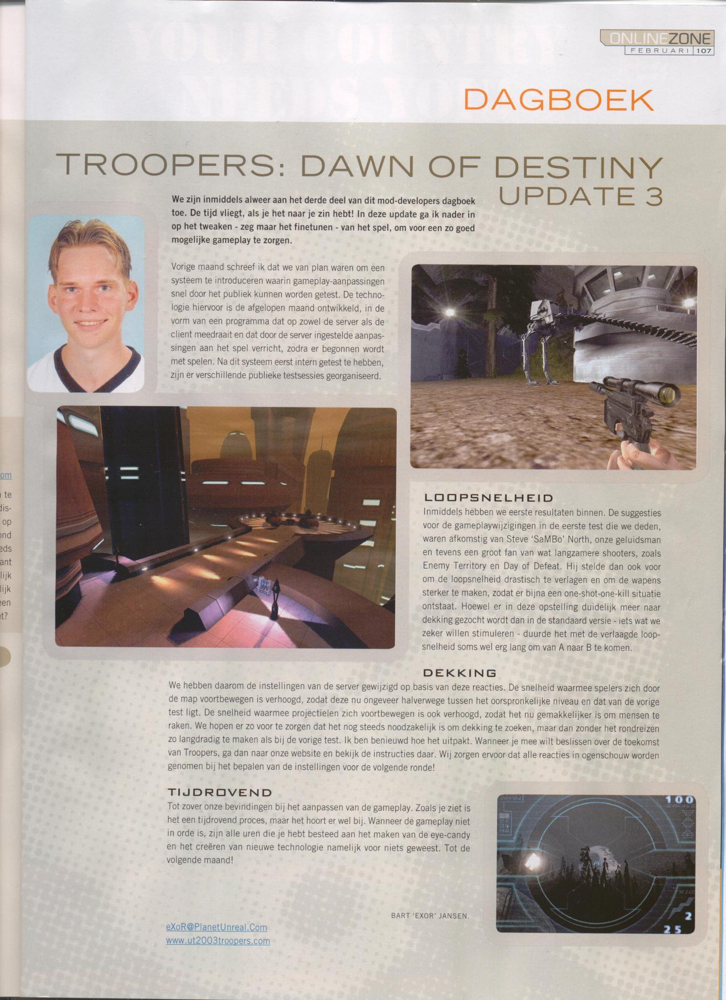 ONLINEZONE
FEBRUARI 107
DAGBOEK
TROOPERS: DAWN OF DESTINY
UPDATE 3
We zijn inmiddels alweer aan het derde deel van dit mod-developers dagboek
toe. De tijd vliegt, als je het naar je zin hebt! In deze update ga ik nader in
op het tweaken - zeg maar het finetunen - van het spel, om voor een zo goed
mogelijke gameplay te zorgen.
Vorige maand schreef ik dat we van plan waren om een
systeem te introduceren waarin gameplay-aanpassingen
snel door het publiek kunnen worden getest. De techno-
logie hiervoor is de afgelopen maand ontwikkeld, in de
vorm van een programma dat op zowel de server als de
client meedraait en dat door de server ingestelde aanpas-
singen aan het spel verricht, zodra er begonnen wordt
met spelen. Na dit systeem eerst intern getest te hebben,
zijn er verschillende publieke testsessies georganiseerd.
om
te
dis-
op
ond
eds
ant
lijk
lijk
een
et?
LOOPSNELHEID
Inmiddels hebben we eerste resultaten binnen. De suggesties
voor de gameplaywijzigingen in de eerste test die we deden,
waren afkomstig van Steve 'SaMBo' North, onze geluidsman
en tevens een groot fan van wat langzamere shooters, zoals
Enemy Territory en Day of Defeat. Hij stelde dan ook voor
om de loopsnelheid drastisch te verlagen en om de wapens
sterker te maken, zodat er bijna een one-shot-one-kill situatie
ontstaat. Hoewel er in deze opstelling duidelijk meer naar
dekking gezocht wordt dan in de standaard versie - iets wat we
zeker willen stimuleren - duurde het met de verlaagde loop-
snelheid soms wel erg lang om van A naar B te komen.
DEKKING
We hebben daarom de instellingen van de server gewijzigd op basis van deze reacties. De snelheid waarmee spelers zich door
de map voortbewegen is verhoogd, zodat deze nu ongeveer halverwege tussen het oorspronkelijke niveau en dat van de vorige
test ligt. De snelheid waarmee projectielen zich voortbewegen is ook verhoogd, zodat het nu gemakkelijker is om mensen te
raken. We hopen er zo voor te zorgen dat het nog steeds noodzakelijk is om dekking te zoeken, maar dan zonder het rondreizen
zo langdradig te maken als bij de vorige test. Ik ben benieuwd hoe het uitpakt. Wanneer je mee wilt beslissen over de toekomst
van Troopers, ga dan naar onze website en bekijk de instructies daar. Wij zorgen ervoor dat alle reacties in ogenschouw worden
genomen bij het bepalen van de instellingen voor de volgende ronde!
TIJDROVEND
Tot zover onze bevindingen bij het aanpassen van de gameplay. Zoals je ziet is
het een tijdrovend proces, maar het hoort er wel bij. Wanneer de gameplay niet
in orde is, zijn alle uren die je hebt besteed aan het maken van de eye-candy
en het creëren van nieuwe technologie namelijk voor niets geweest. Tot de
volgende maand!
BART 'EXOR' JANSEN.
eXoR@PlanetUnreal.Com
www.ut2003troopers.com
100
2
25